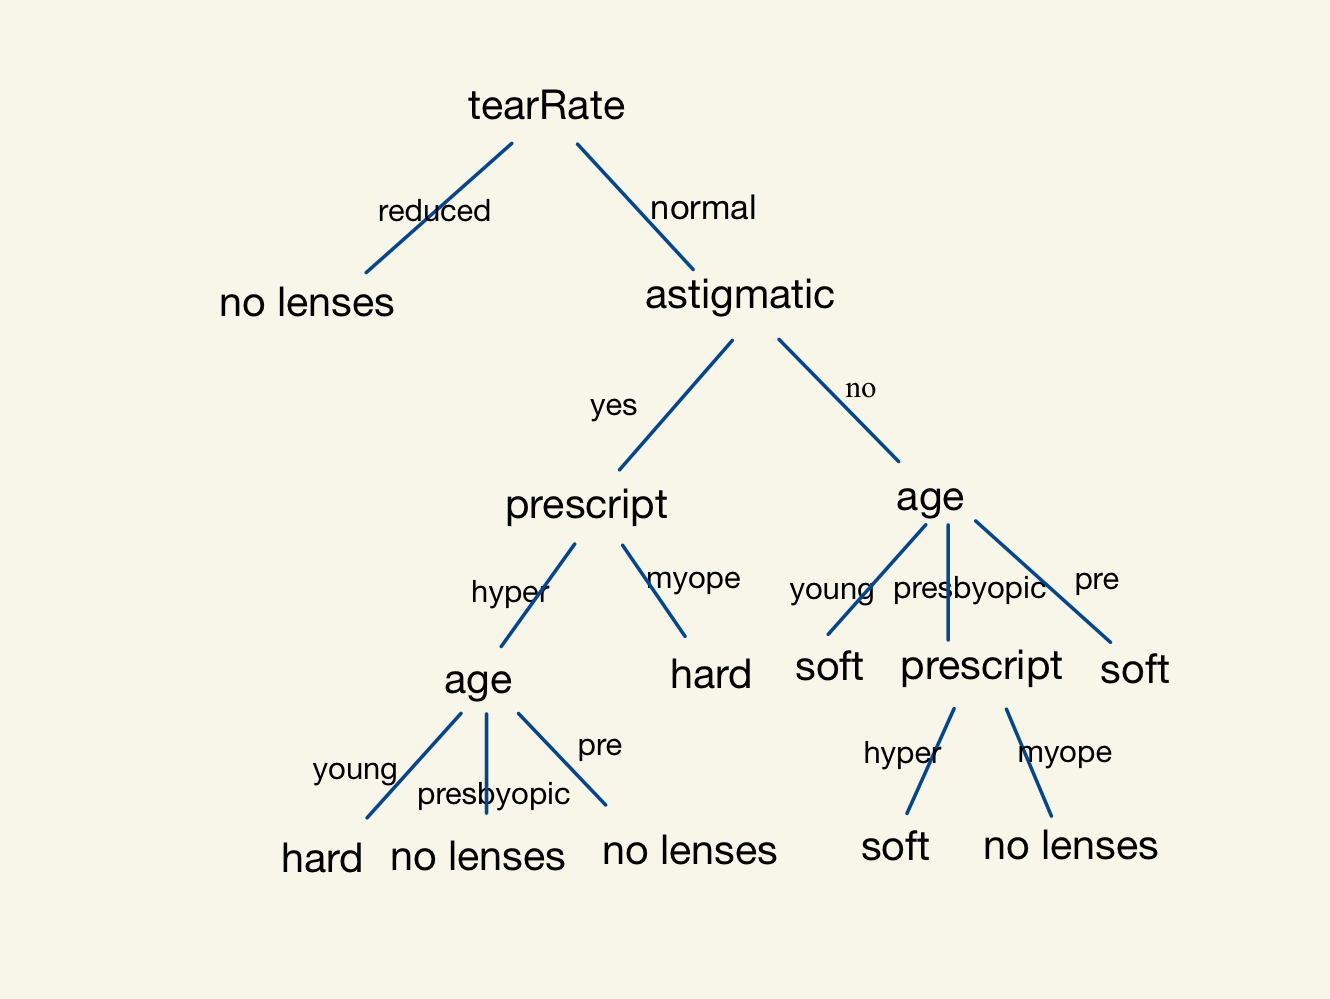 tearRate
reduced
normal
no lenses
astigmatic
yes
no
prescript
age
hyper
myope
young
presbyopic
pre
age
hard
soft
prescript
soft
young
presbyopic
pre
hyper
myope
hard
no lenses
no lenses
soft
no lenses